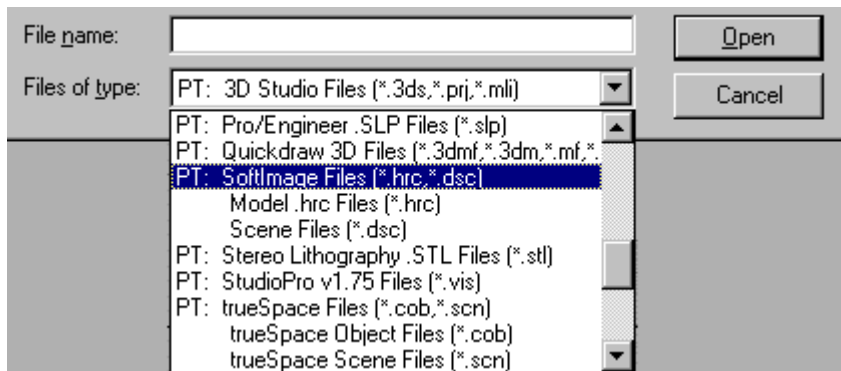 File name:
Open
Files of type:
PT: 3D Studio Files (*.3ds,*.prj,*.mli)
Cancel
PT: Pro/Engineer .SLP Files (*.slp)
PT: Quickdraw 3D Files (*.3dmf,*.3dm,*.mf,*.
PT: SoftImage Files (*.hrc,*.dsc)
Model .hrc Files (*.hrc)
Scene Files (*.dsc)
PT: Stereo Lithography .STL Files (*.stl)
PT: StudioPro v1.75 Files (*.vis)
PT: trueSpace Files (*.cob,*.scn)
trueSpace Object Files (*.cob)
trueSpace Scene Files (*.scn)